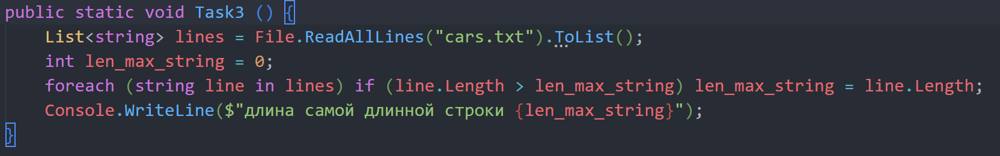 public static void Task3 () {
List<string> lines = File.ReadAllLines("cars.txt").ToList();
int len_max_string = 0;
foreach (string line in lines) if (line.Length > len_max_string) len_max_string = line.Length;
Console.WriteLine($"длина самой длинной строки {len_max_string}");
}